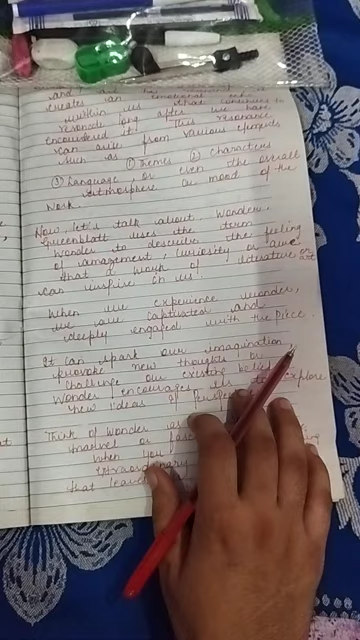 creates an emotional
within us that continues to
resonate long after we have
encountered it. This resonance
can arise from various elements
such as ① Themes ② characters
③ Language or even the overall
atmosphere or mood of the
work.
Now, let's talk about Wonder,
Greenblatt uses the term
wonder to describe the feeling
of amazement, curiosity or awe
that a work of literature or art
can inspire in us.
When we experience wonder,
we are captivated and
deeply engaged with the piece.
It can spark our imagination,
provoke new thoughts or
challenge our existing belief
Wonder encourages us to explore
new ideas
Think of wonder as
marvel or
when you
extraordinary
that